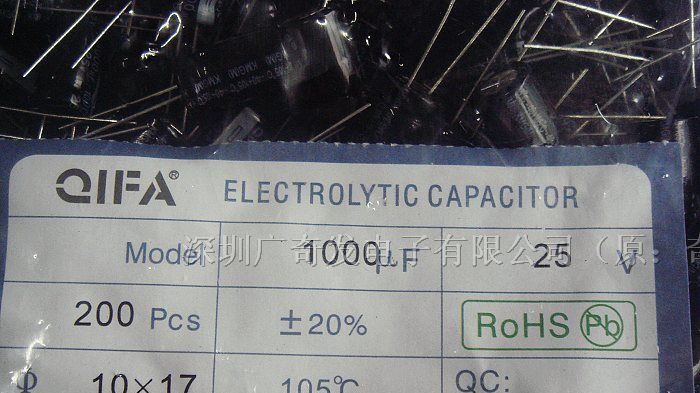 QIFA® ELECTROLYTIC CAPACITOR
Model 1000μF 25 V
深圳广奇发电子有限公司(原:奇
200 Pcs ±20% RoHS Pb
Φ 10×17 105℃ QC: